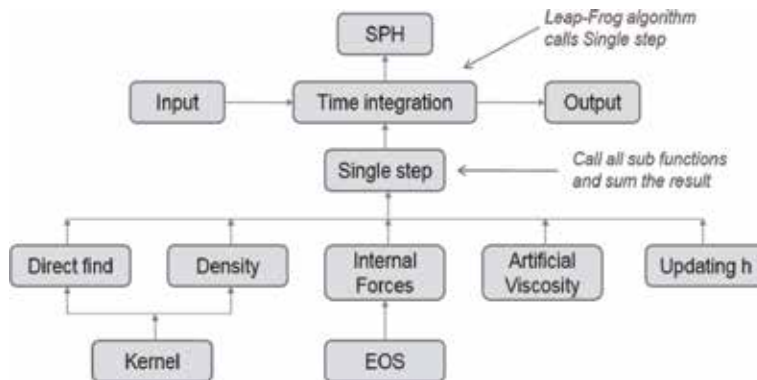 SPH
Leap-Frog algorithm
calls Single step
Input
Time integration
Output
Single step
Call all sub functions
and sum the result
Direct find
Density
Internal
Forces
Artificial
Viscosity
Updating h
Kernel
EOS